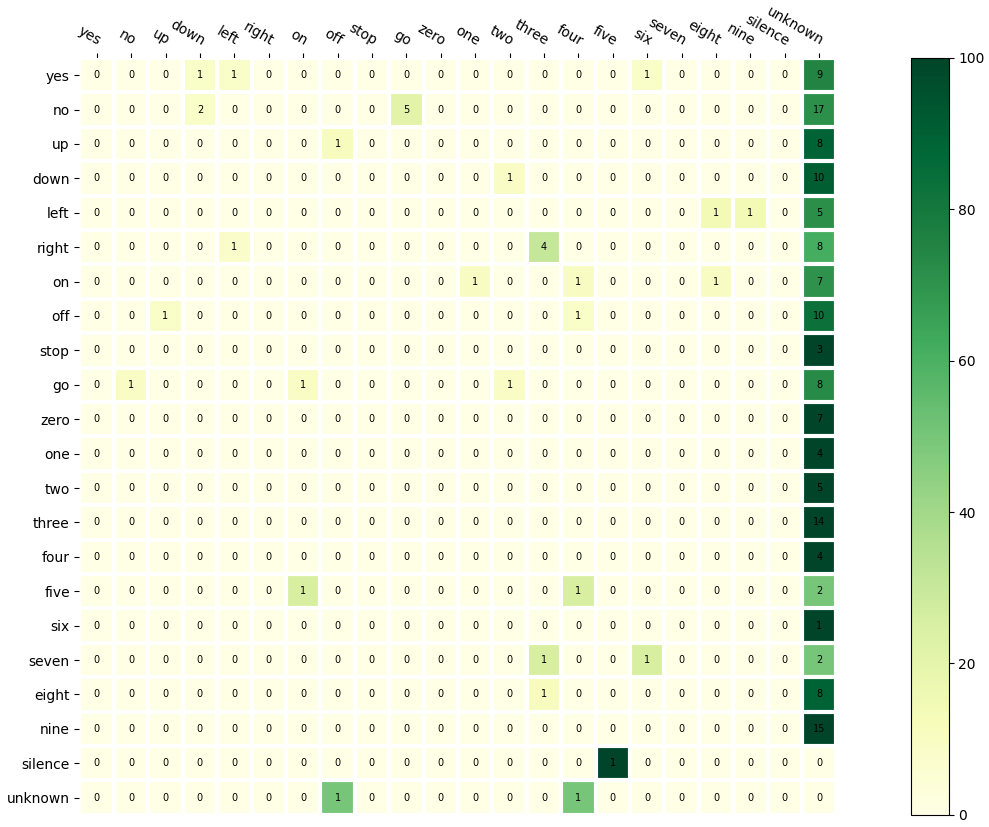 yes no up down left right on off stop go zero one two three four five six seven eight nine silence unknown
yes 0 0 0 1 1 0 0 0 0 0 0 0 0 0 0 0 1 0 0 0 0 9
no 0 0 0 2 0 0 0 0 0 5 0 0 0 0 0 0 0 0 0 0 0 17
up 0 0 0 0 0 0 0 1 0 0 0 0 0 0 0 0 0 0 0 0 0 8
down 0 0 0 0 0 0 0 0 0 0 0 0 1 0 0 0 0 0 0 0 0 10
left 0 0 0 0 0 0 0 0 0 0 0 0 0 0 0 0 0 0 1 1 0 5
right 0 0 0 0 1 0 0 0 0 0 0 0 0 4 0 0 0 0 0 0 0 8
on 0 0 0 0 0 0 0 0 0 0 0 1 0 0 1 0 0 0 1 0 0 7
off 0 0 1 0 0 0 0 0 0 0 0 0 0 0 1 0 0 0 0 0 0 10
stop 0 0 0 0 0 0 0 0 0 0 0 0 0 0 0 0 0 0 0 0 0 3
go 0 1 0 0 0 0 1 0 0 0 0 0 1 0 0 0 0 0 0 0 0 8
zero 0 0 0 0 0 0 0 0 0 0 0 0 0 0 0 0 0 0 0 0 0 7
one 0 0 0 0 0 0 0 0 0 0 0 0 0 0 0 0 0 0 0 0 0 4
two 0 0 0 0 0 0 0 0 0 0 0 0 0 0 0 0 0 0 0 0 0 5
three 0 0 0 0 0 0 0 0 0 0 0 0 0 0 0 0 0 0 0 0 0 14
four 0 0 0 0 0 0 0 0 0 0 0 0 0 0 0 0 0 0 0 0 0 4
five 0 0 0 0 0 0 1 0 0 0 0 0 0 0 1 0 0 0 0 0 0 2
six 0 0 0 0 0 0 0 0 0 0 0 0 0 0 0 0 0 0 0 0 0 1
seven 0 0 0 0 0 0 0 0 0 0 0 0 0 1 0 0 1 0 0 0 0 2
eight 0 0 0 0 0 0 0 0 0 0 0 0 0 1 0 0 0 0 0 0 0 8
nine 0 0 0 0 0 0 0 0 0 0 0 0 0 0 0 0 0 0 0 0 0 15
silence 0 0 0 0 0 0 0 0 0 0 0 0 0 0 0 1 0 0 0 0 0 0
unknown 0 0 0 0 0 0 0 1 0 0 0 0 0 0 1 0 0 0 0 0 0 0
100
80
60
40
20
0